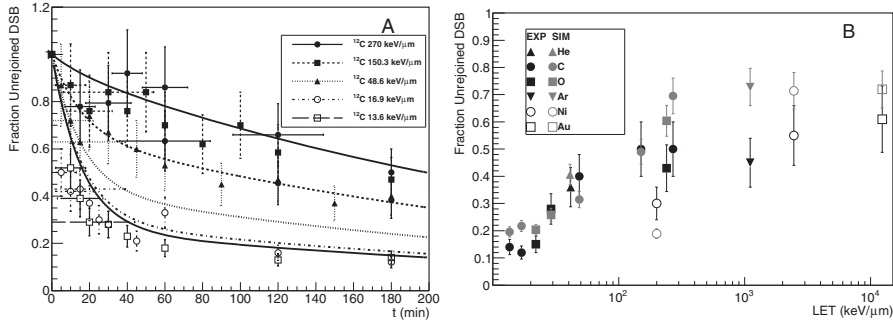 A
Fraction Unrejoined DSB
1.2
1
0.8
0.6
0.4
0.2
0
¹²C 270 keV/μm
¹²C 150.3 keV/μm
¹²C 48.6 keV/μm
¹²C 16.9 keV/μm
¹²C 13.6 keV/μm
0 20 40 60 80 100 120 140 160 180 200
t (min)
B
Fraction Unrejoined DSB
1
0.9
0.8
0.7
0.6
0.5
0.4
0.3
0.2
0.1
0
EXP SIM
He
C
O
Ar
Ni
Au
10² 10³ 10⁴
LET (keV/μm)